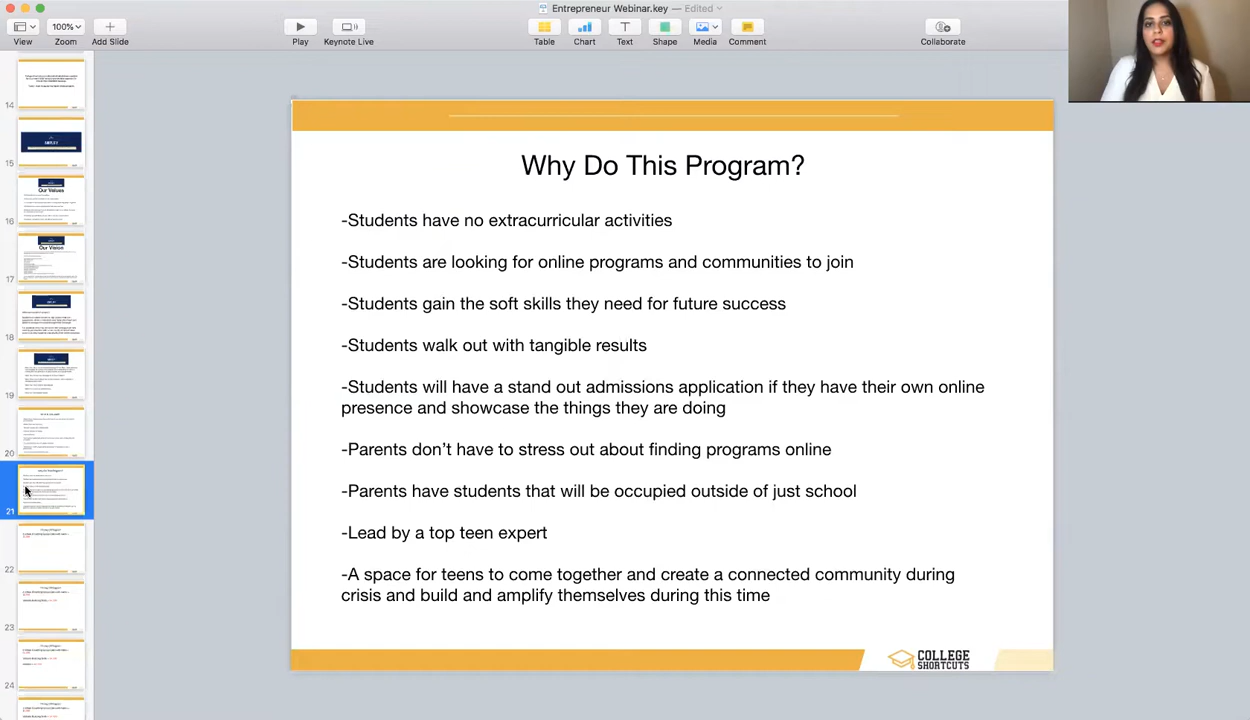 Entrepreneur Webinar.key — Edited
100%
View
Zoom
Add Slide
Play
Keynote Live
Table
Chart
Text
Shape
Media
Comment
Collaborate
14
15
16
Our Values
17
Our Vision
18
19
20
21
22
23
24
Why Do This Program?
-Students have no extracurricular activities
-Students are looking for online programs and communities to join
-Students gain the soft skills they need for future success
-Students walk out with tangible results
-Students will have a stand out admissions application if they have their own online
presence and showcase the things they are doing
-Parents don't have to stress out about finding programs online
-Parents have students that will be occupied outside of just school
-Lead by a top teen expert
-A space for teens to come together and create a connected community during
crisis and build and amplify themselves during this time
COLLEGE
SHORTCUTS